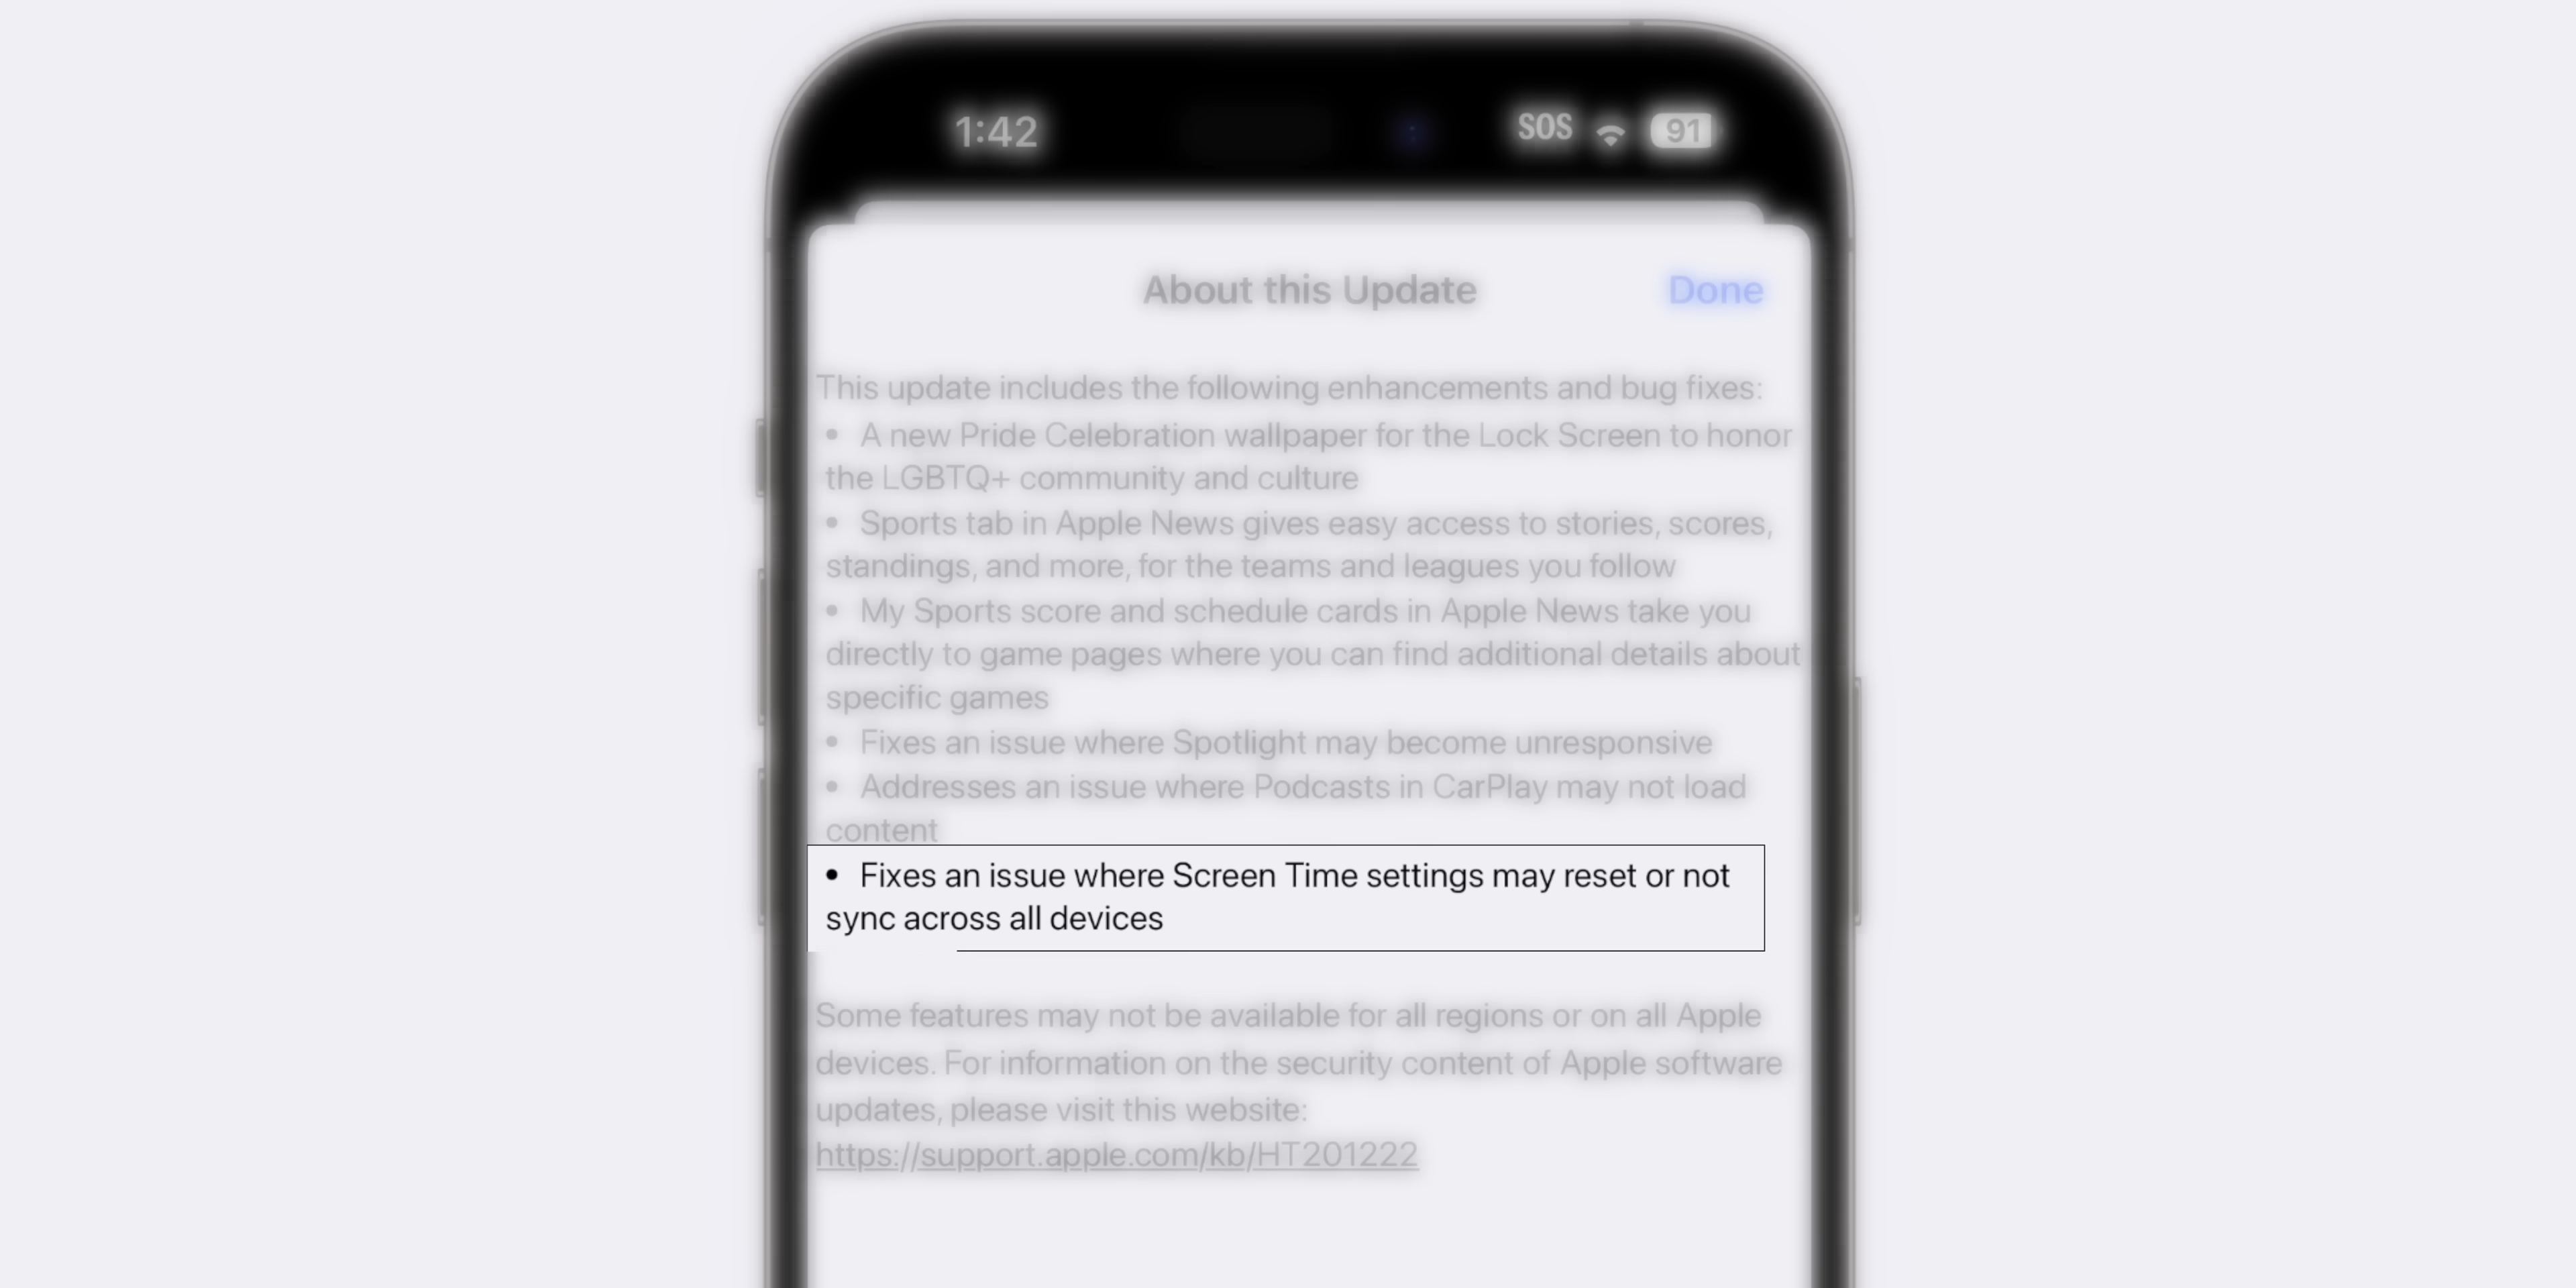 1:42 SOS 91
About this Update Done
This update includes the following enhancements and bug fixes:
• A new Pride Celebration wallpaper for the Lock Screen to honor
the LGBTQ+ community and culture
• Sports tab in Apple News gives easy access to stories, scores,
standings, and more, for the teams and leagues you follow
• My Sports score and schedule cards in Apple News take you
directly to game pages where you can find additional details about
specific games
• Fixes an issue where Spotlight may become unresponsive
• Addresses an issue where Podcasts in CarPlay may not load
content
• Fixes an issue where Screen Time settings may reset or not
sync across all devices
Some features may not be available for all regions or on all Apple
devices. For information on the security content of Apple software
updates, please visit this website:
https://support.apple.com/kb/HT201222